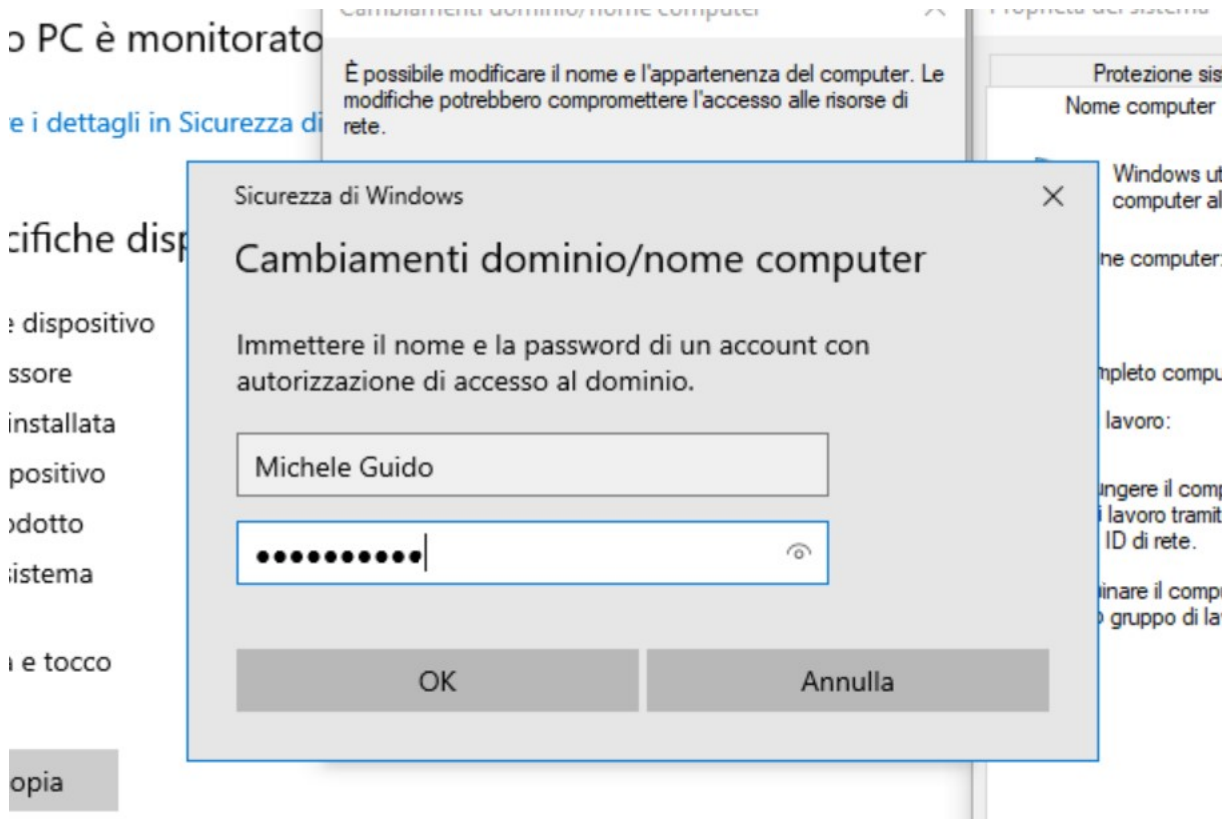 Cambiamenti dominio/nome computer
Proprietà del sistema
o PC è monitorato
È possibile modificare il nome e l'appartenenza del computer. Le
modifiche potrebbero compromettere l'accesso alle risorse di
rete.
Protezione sis
Nome computer
re i dettagli in Sicurezza di
Windows ut
computer al
Sicurezza di Windows
Cambiamenti dominio/nome computer
cifiche disp
ne computer:
Immettere il nome e la password di un account con
autorizzazione di accesso al dominio.
e dispositivo
ssore
mpleto compu
installata
lavoro:
Michele Guido
positivo
ungere il comp
i lavoro tramit
ID di rete.
odotto
●●●●●●●●●●
sistema
inare il compu
o gruppo di la
a e tocco
OK
Annulla
opia